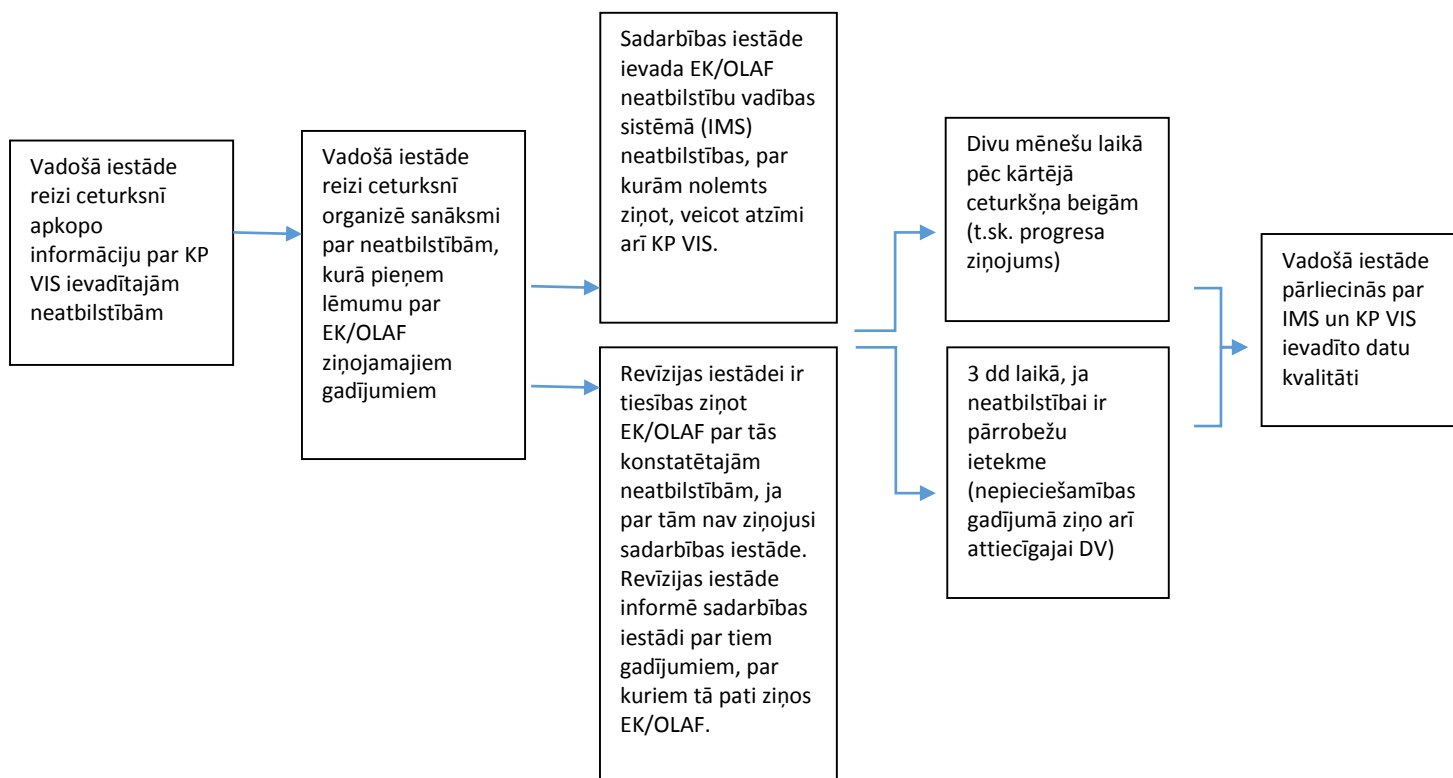 Vadošā iestāde
reizi ceturksnī
apkopo
informāciju par KP
VIS ievadītajām
neatbilstībām
Vadošā iestāde
reizi ceturksnī
organizē sanāksmi
par neatbilstībām,
kurā pieņem
lēmumu par
EK/OLAF
ziņojamajiem
gadījumiem
Sadarbības iestāde
ievada EK/OLAF
neatbilstību vadības
sistēmā (IMS)
neatbilstības, par
kurām nolemts
ziņot, veicot atzīmi
arī KP VIS.
Revīzijas iestādei ir
tiesības ziņot
EK/OLAF par tās
konstatētajām
neatbilstībām, ja
par tām nav ziņojusi
sadarbības iestāde.
Revīzijas iestāde
informē sadarbības
iestādi par tiem
gadījumiem, par
kuriem tā pati ziņos
EK/OLAF.
Divu mēnešu laikā
pēc kārtējā
ceturkšņa beigām
(t.sk. progresa
ziņojums)
3 dd laikā, ja
neatbilstībai ir
pārrobežu
ietekme
(nepieciešamības
gadījumā ziņo arī
attiecīgajai DV)
Vadošā iestāde
pārliecinās par
IMS un KP VIS
ievadīto datu
kvalitāti